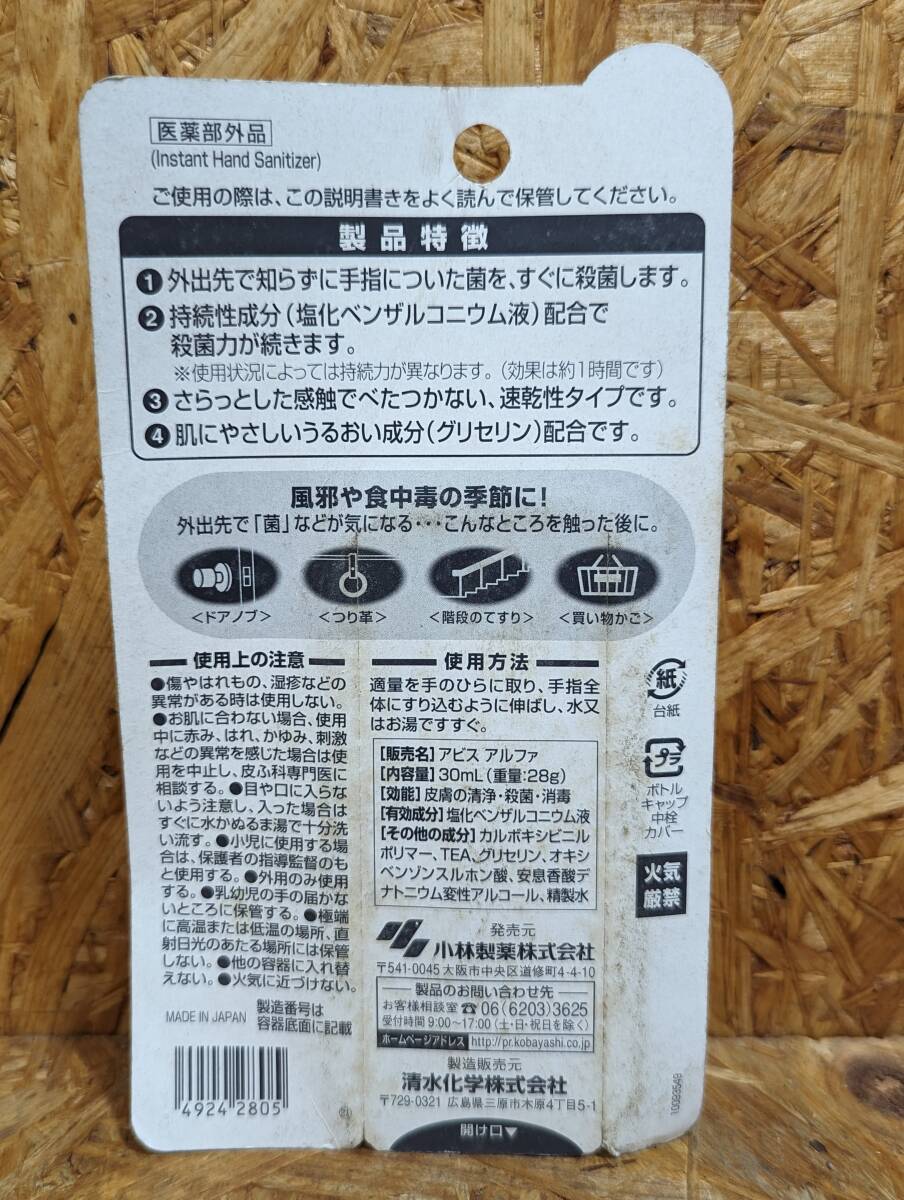 医薬部外品
(Instant Hand Sanitizer)
ご使用の際は、この説明書きをよく読んで保管してください。
製品特徴
❶外出先で知らずに手指についた菌を、すぐに殺菌します。
❷持続性成分(塩化ベンザルコニウム液)配合で
殺菌力が続きます。
※使用状況によっては持続力が異なります。(効果は約1時間です)
❸さらっとした感触でべたつかない、速乾性タイプです。
❹肌にやさしいうるおい成分(グリセリン)配合です。
風邪や食中毒の季節に!
外出先で「菌」などが気になる・・・こんなところを触った後に。
<ドアノブ> <つり革> <階段のてすり> <買い物かご>
使用上の注意
●傷やはれもの、湿疹などの
異常がある時は使用しない。
●お肌に合わない場合、使用
中に赤み、はれ、かゆみ、刺激
などの異常を感じた場合は使
用を中止し、皮ふ科専門医に
相談する。●目や口に入らな
いよう注意し、入った場合は
すぐに水かぬるま湯で十分洗
い流す。●小児に使用する場
合は、保護者の指導監督のも
と使用する。●外用のみ使用
する。●乳幼児の手の届かな
いところに保管する。●極端
に高温または低温の場所、直
射日光のあたる場所には保管
しない。●他の容器に入れ替
えない。●火気に近づけない。
MADE IN JAPAN
製造番号は
容器底面に記載
4924 2805
21
使用方法
適量を手のひらに取り、手指全
体にすり込むように伸ばし、水又
はお湯ですすぐ。
[販売名]アビス アルファ
[内容量]30mL(重量:28g)
[効能]皮膚の清浄・殺菌・消毒
[有効成分]塩化ベンザルコニウム液
[その他の成分]カルボキシビニル
ポリマー、TEA、グリセリン、オキシ
ベンゾンスルホン酸、安息香酸デ
ナトニウム変性アルコール、精製水
発売元
小林製薬株式会社
〒541-0045 大阪市中央区道修町4-4-10
製品のお問い合わせ先
お客様相談室☎06(6203)3625
受付時間 9:00~17:00(土・日・祝日を除く)
ホームページアドレス http://pr.kobayashi.co.jp
製造販売元
清水化学株式会社
〒729-0321 広島県三原市木原4丁目5-1
開け口▼
紙
台紙
プラ
ボトル
キャップ
中栓
カバー
火気
厳禁